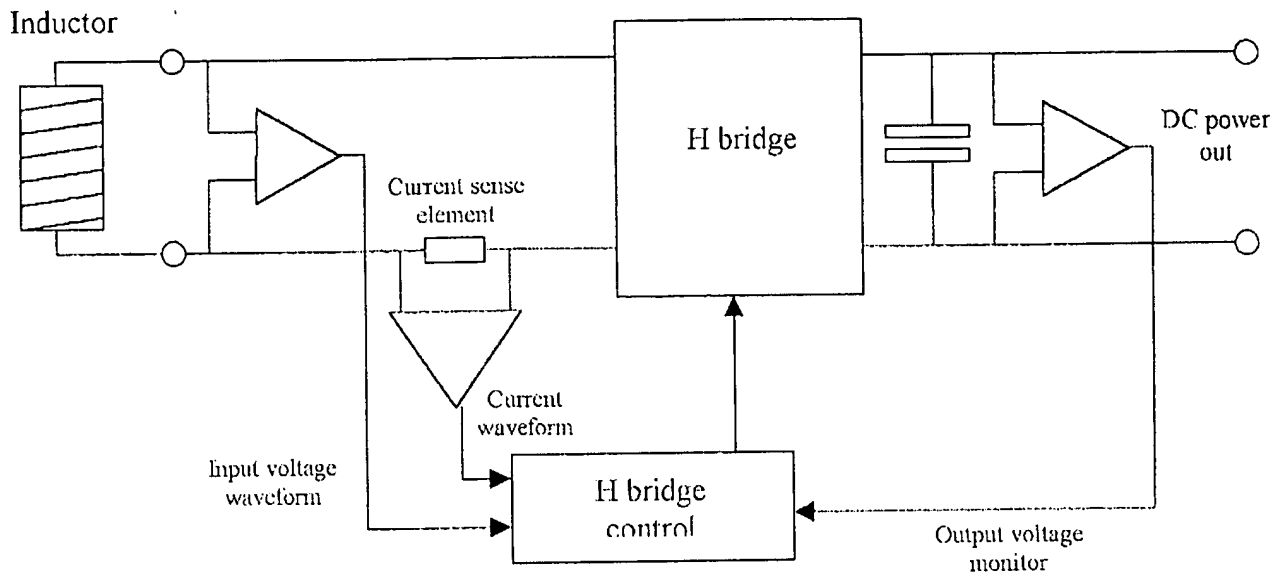 Inductor
H bridge
DC power
out
Current sense
element
Current
waveform
Input voltage
waveform
H bridge
control
Output voltage
monitor